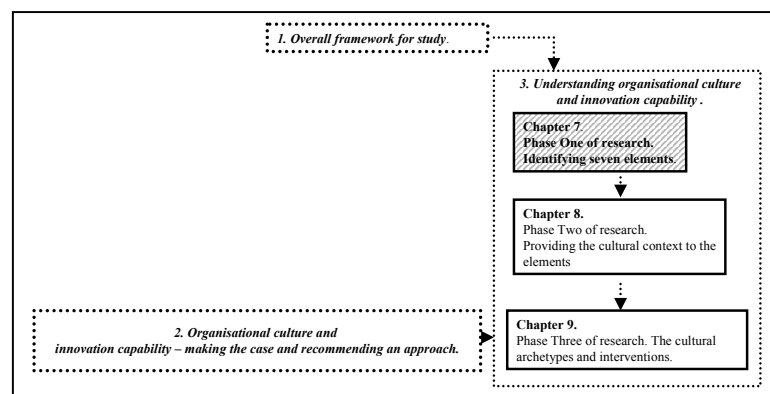 1. Overall framework for study.
3. Understanding organisational culture
and innovation capability .
Chapter 7.
Phase One of research.
Identifying seven elements.
Chapter 8.
Phase Two of research.
Providing the cultural context to the
elements
2. Organisational culture and
innovation capability – making the case and recommending an approach.
Chapter 9.
Phase Three of research. The cultural
archetypes and interventions.